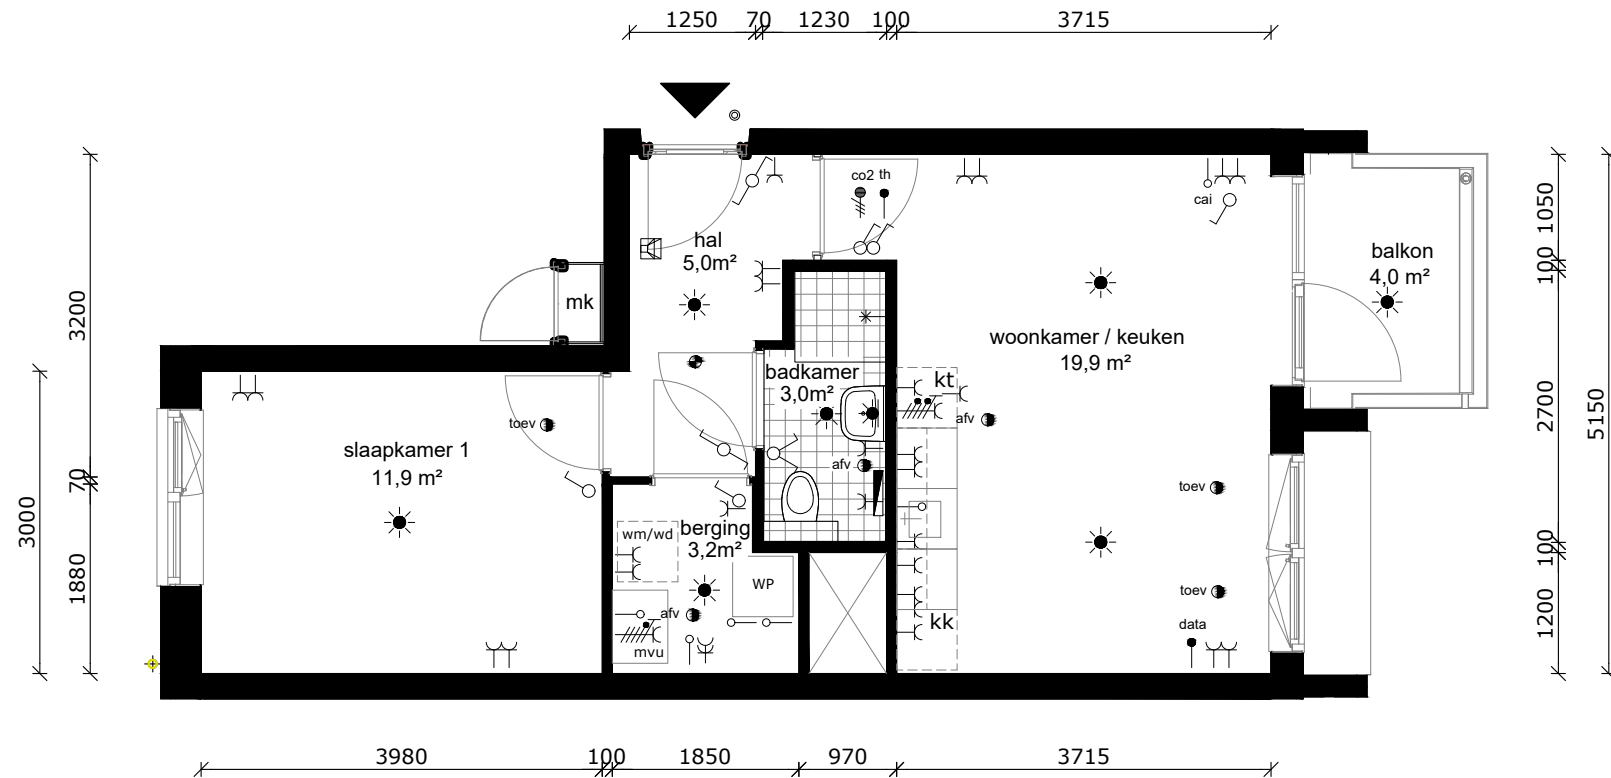 1250 70 1230 100 3715
co2 th
cai
hal
5,0m²
balkon
4,0 m²
mk
woonkamer / keuken
19,9 m²
badkamer
3,0m²
kt
toev
afv
slaapkamer 1
11,9 m²
afv
toev
wm/wd
berging
3,2m²
WP
toev
afv
kk
data
mvu
3200
70
1880
3000
1050
100
2700
100
1200
5150
3980 100 1850 970 3715